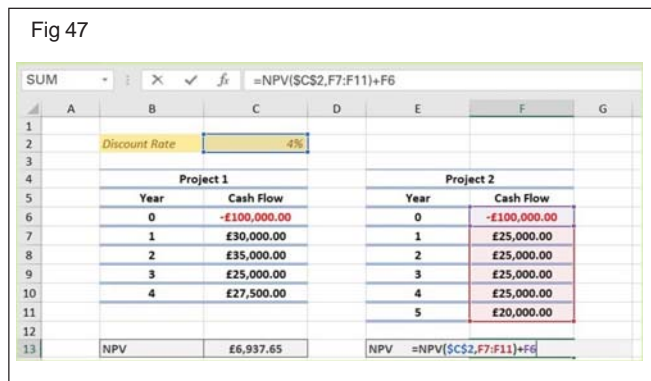 Fig 47
SUM fx =NPV($C$2,F7:F11)+F6
A B C D E F G
1
2 Discount Rate 4%
3
4 Project 1 Project 2
5 Year Cash Flow Year Cash Flow
6 0 -£100,000.00 0 -£100,000.00
7 1 £30,000.00 1 £25,000.00
8 2 £35,000.00 2 £25,000.00
9 3 £25,000.00 3 £25,000.00
10 4 £27,500.00 4 £25,000.00
11 5 £20,000.00
12
13 NPV £6,937.65 NPV =NPV($C$2,F7:F11)+F6